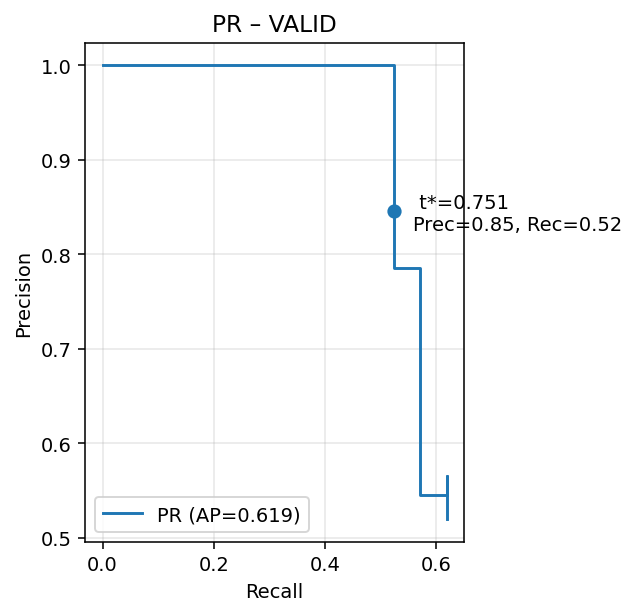 PR – VALID
1.0
0.9
0.8
0.7
0.6
0.5
Precision
t*=0.751
Prec=0.85, Rec=0.52
PR (AP=0.619)
0.0 0.2 0.4 0.6
Recall